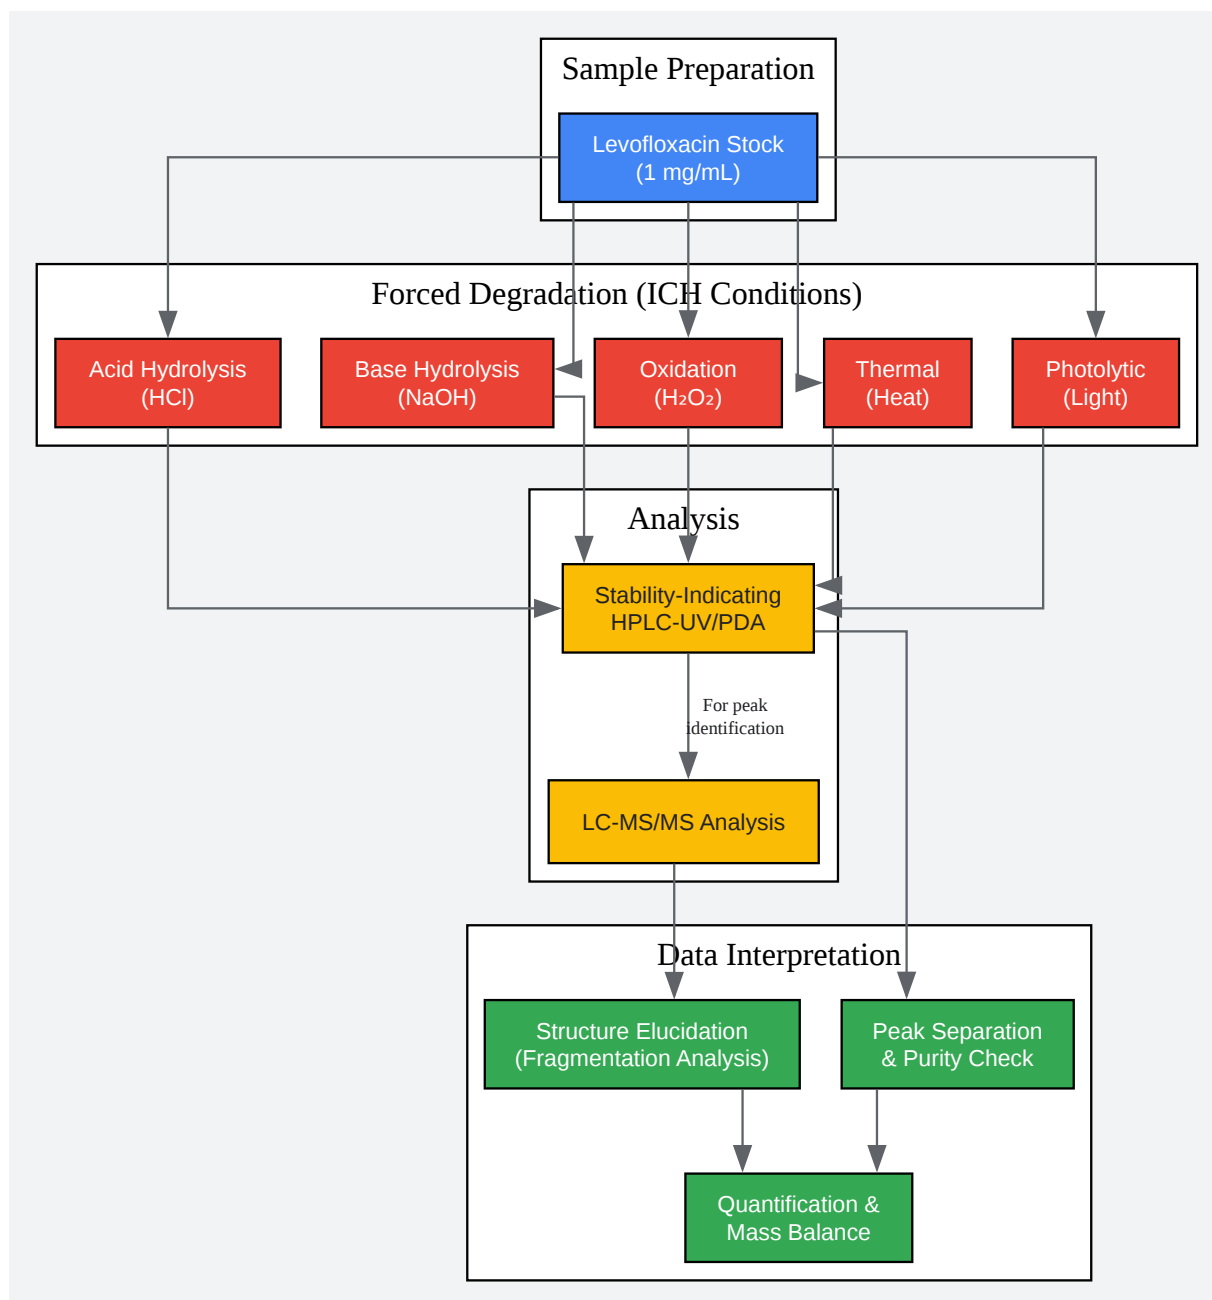 Sample Preparation
Levofloxacin Stock
(1 mg/mL)
Forced Degradation (ICH Conditions)
Acid Hydrolysis
(HCl)
Base Hydrolysis
(NaOH)
Oxidation
(H₂O₂)
Thermal
(Heat)
Photolytic
(Light)
Analysis
Stability-Indicating
HPLC-UV/PDA
For peak
identification
LC-MS/MS Analysis
Data Interpretation
Structure Elucidation
(Fragmentation Analysis)
Peak Separation
& Purity Check
Quantification &
Mass Balance